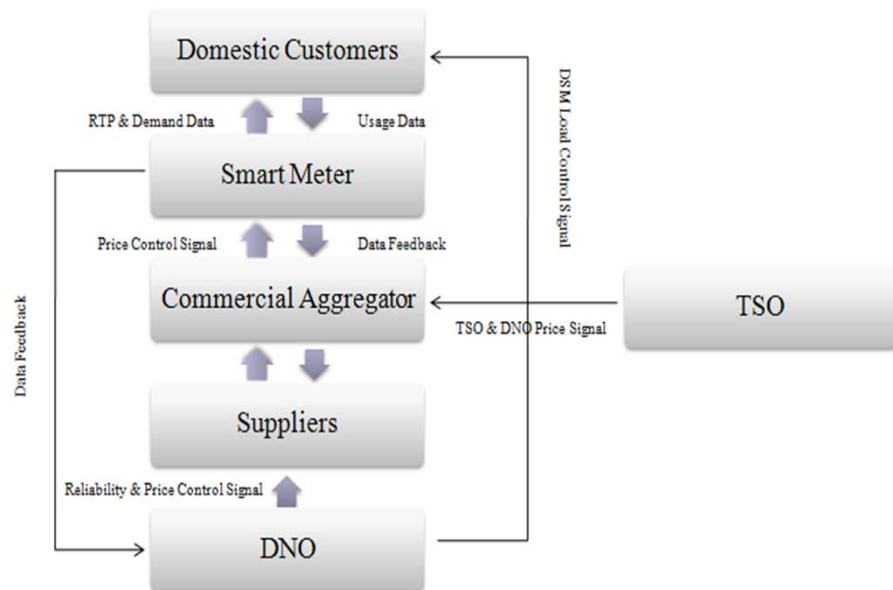 Domestic Customers
RTP & Demand Data
Usage Data
Smart Meter
Price Control Signal
Data Feedback
Commercial Aggregator
TSO
TSO & DNO Price Signal
Suppliers
Reliability & Price Control Signal
DNO
Data Feedback
DSM Load Control Signal